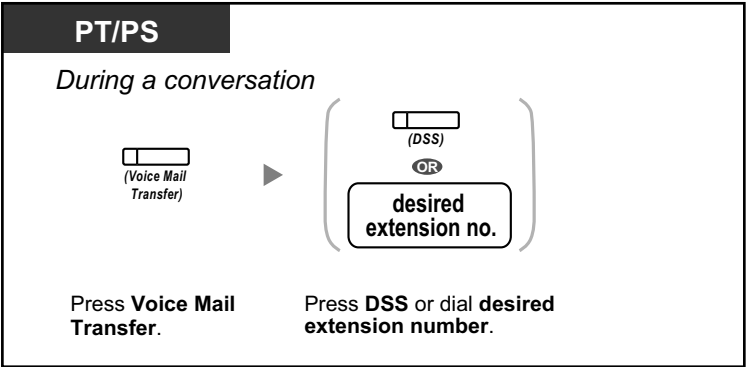 PT/PS
During a conversation
(DSS)
OR
(Voice Mail
Transfer)
desired
extension no.
Press Voice Mail
Transfer.
Press DSS or dial desired
extension number.